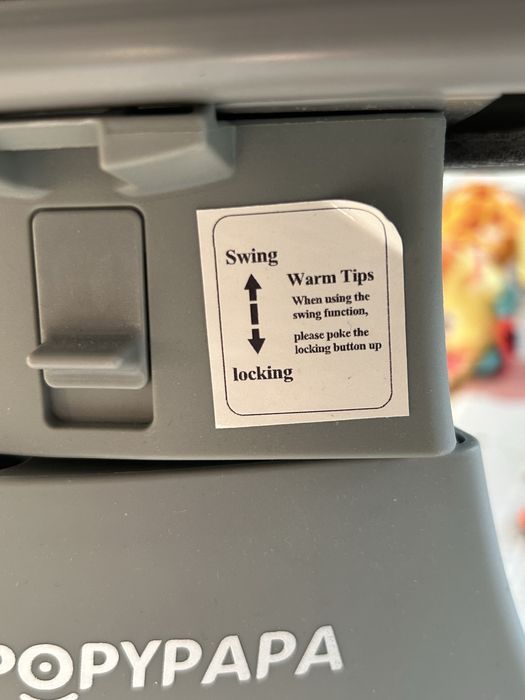 Swing
locking
Warm Tips
When using the
swing function,
please poke the
locking button up
POPYPAPA